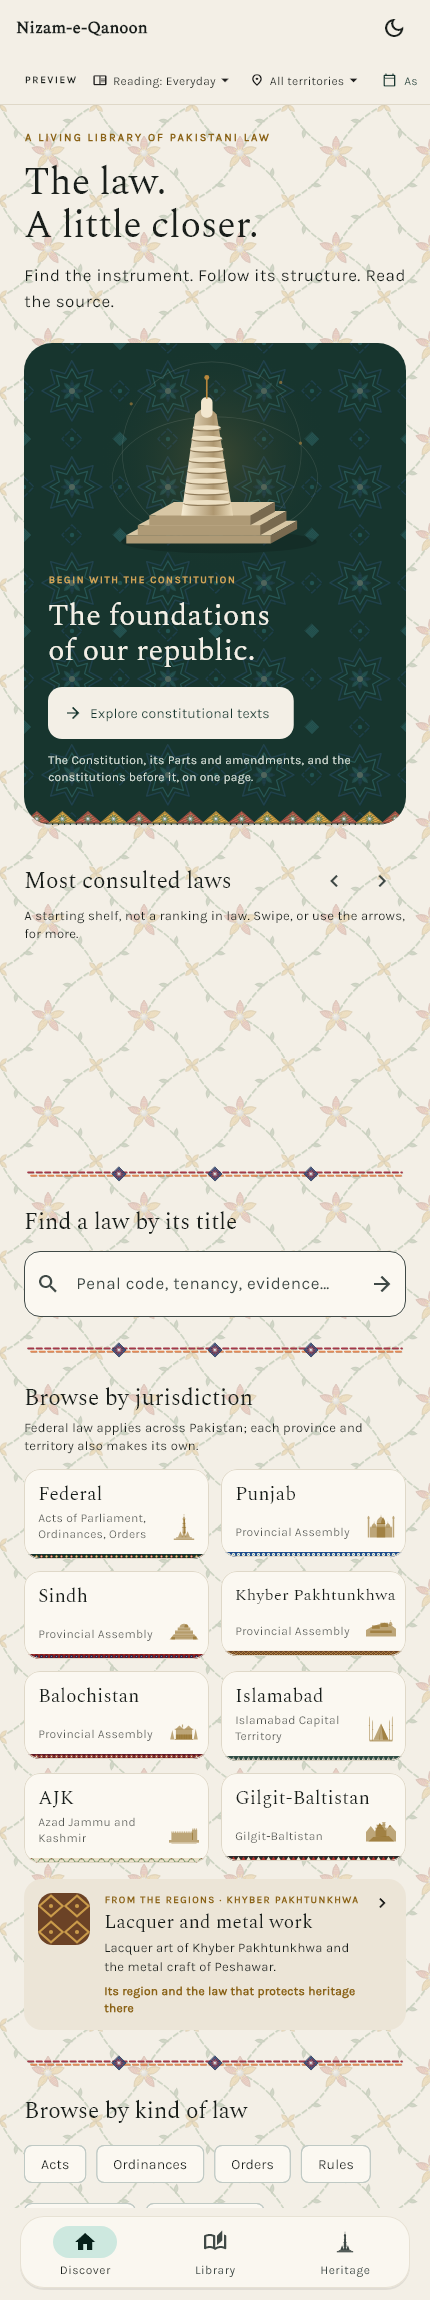 Nizam-e-Qanoon
PREVIEW Reading: Everyday All territories As
A LIVING LIBRARY OF PAKISTANI LAW
The law.
A little closer.
Find the instrument. Follow its structure. Read
the source.
BEGIN WITH THE CONSTITUTION
The foundations
of our republic.
Explore constitutional texts
The Constitution, its Parts and amendments, and the
constitutions before it, on one page.
Most consulted laws
A starting shelf, not a ranking in law. Swipe, or use the arrows,
for more.
Find a law by its title
Penal code, tenancy, evidence...
Browse by jurisdiction
Federal law applies across Pakistan; each province and
territory also makes its own.
Federal
Acts of Parliament,
Ordinances, Orders
Punjab
Provincial Assembly
Sindh
Provincial Assembly
Khyber Pakhtunkhwa
Provincial Assembly
Balochistan
Provincial Assembly
Islamabad
Islamabad Capital
Territory
AJK
Azad Jammu and
Kashmir
Gilgit-Baltistan
Gilgit-Baltistan
FROM THE REGIONS · KHYBER PAKHTUNKHWA
Lacquer and metal work
Lacquer art of Khyber Pakhtunkhwa and
the metal craft of Peshawar.
Its region and the law that protects heritage
there
Browse by kind of law
Acts Ordinances Orders Rules
Discover Library Heritage